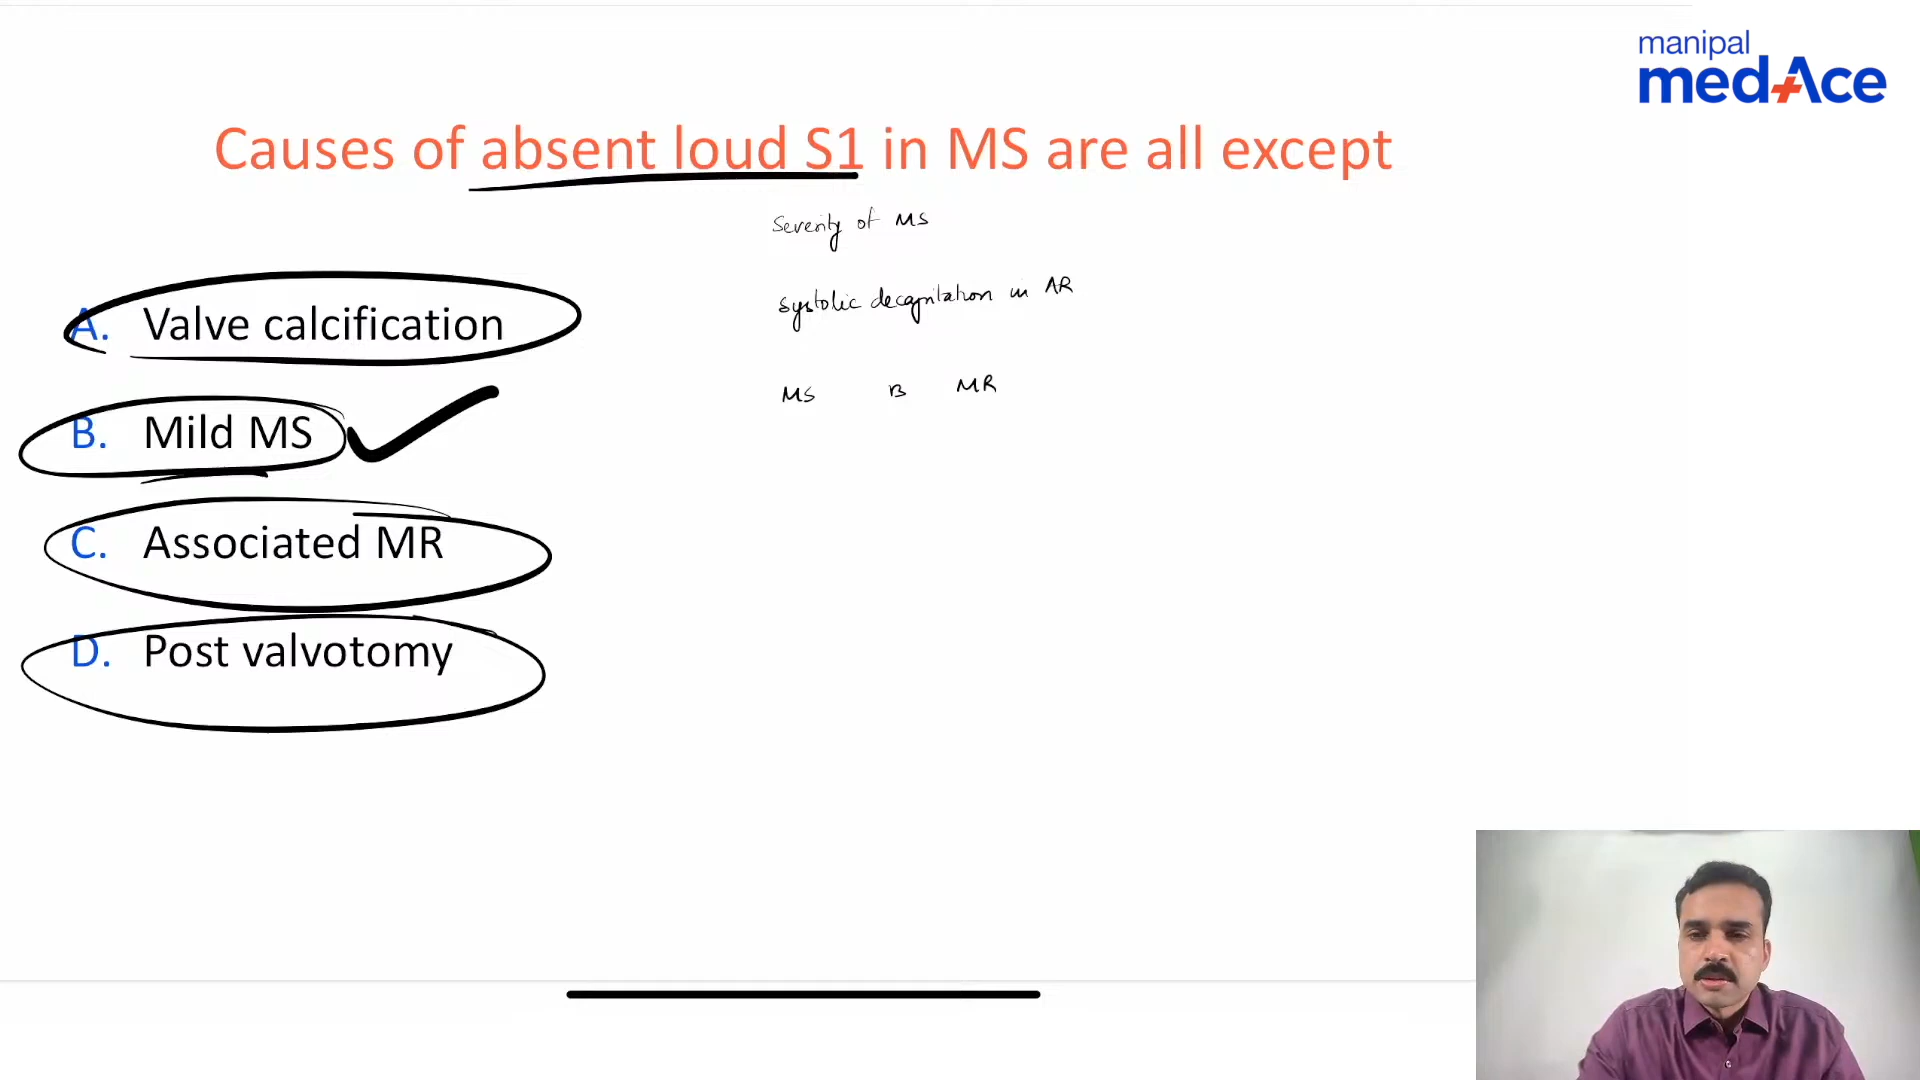 manipal
medAce
Causes of absent loud S1 in MS are all except
Severity of MS
A. Valve calcification
systolic decapitation in AR
B. Mild MS
MS B MR
C. Associated MR
D. Post valvotomy